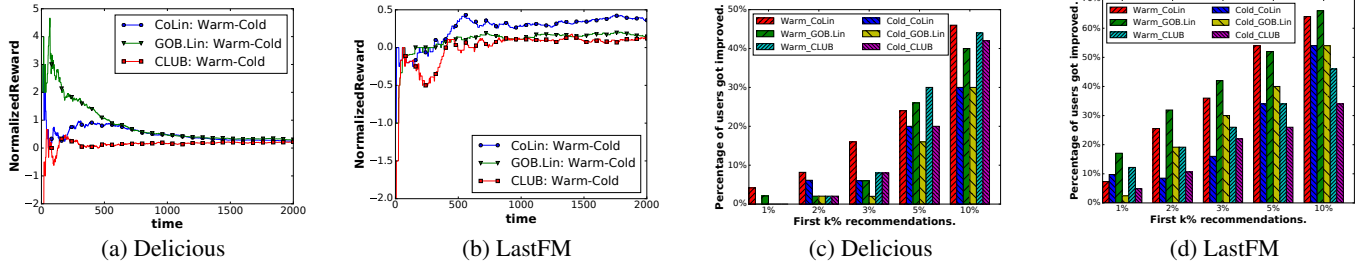 NormalizedReward
5
4
3
2
1
0
−1
−2
0
500
1000
1500
2000
time
CoLin: Warm-Cold
GOB.Lin: Warm-Cold
CLUB: Warm-Cold
(a) Delicious
NormalizedReward
0.5
0.0
−0.5
−1.0
−1.5
−2.0
0
500
1000
1500
2000
time
CoLin: Warm-Cold
GOB.Lin: Warm-Cold
CLUB: Warm-Cold
(b) LastFM
Percentage of users got improved.
50%
40%
30%
20%
10%
0%
1%
2%
3%
5%
10%
First k% recommendations.
Warm_CoLin
Warm_GOB.Lin
Warm_CLUB
Cold_CoLin
Cold_GOB.Lin
Cold_CLUB
(c) Delicious
Percentage of users got improved.
70%
60%
50%
40%
30%
20%
10%
0%
1%
2%
3%
5%
10%
First k% recommendations.
Warm_CoLin
Warm_GOB.Lin
Warm_CLUB
Cold_CoLin
Cold_GOB.Lin
Cold_CLUB
(d) LastFM